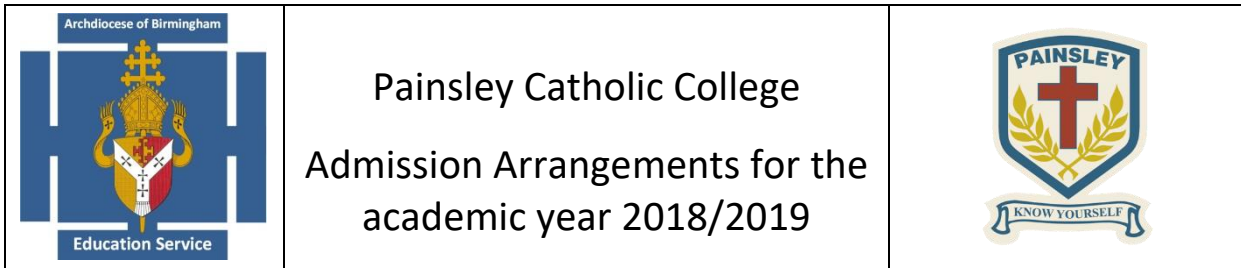 Archdiocese of Birmingham
Education Service
Painsley Catholic College
Admission Arrangements for the
academic year 2018/2019
PAINSLEY
KNOW YOURSELF